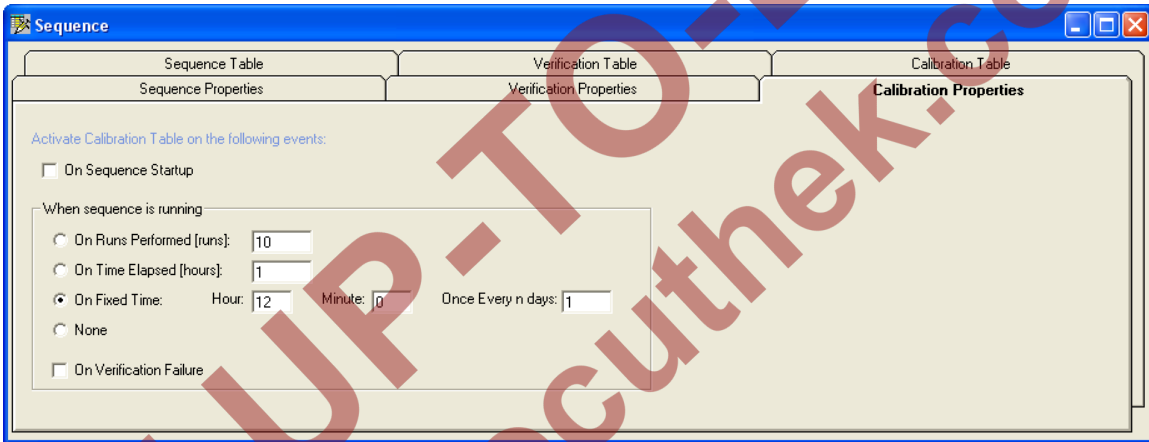 Sequence
Sequence Table Verification Table Calibration Table
Sequence Properties Verification Properties Calibration Properties
Activate Calibration Table on the following events:
On Sequence Startup
When sequence is running
On Runs Performed [runs]: 10
On Time Elapsed [hours]: 1
On Fixed Time: Hour: 12 Minute: 0 Once Every n days: 1
None
On Verification Failure
UP-TO-
cuthek.co